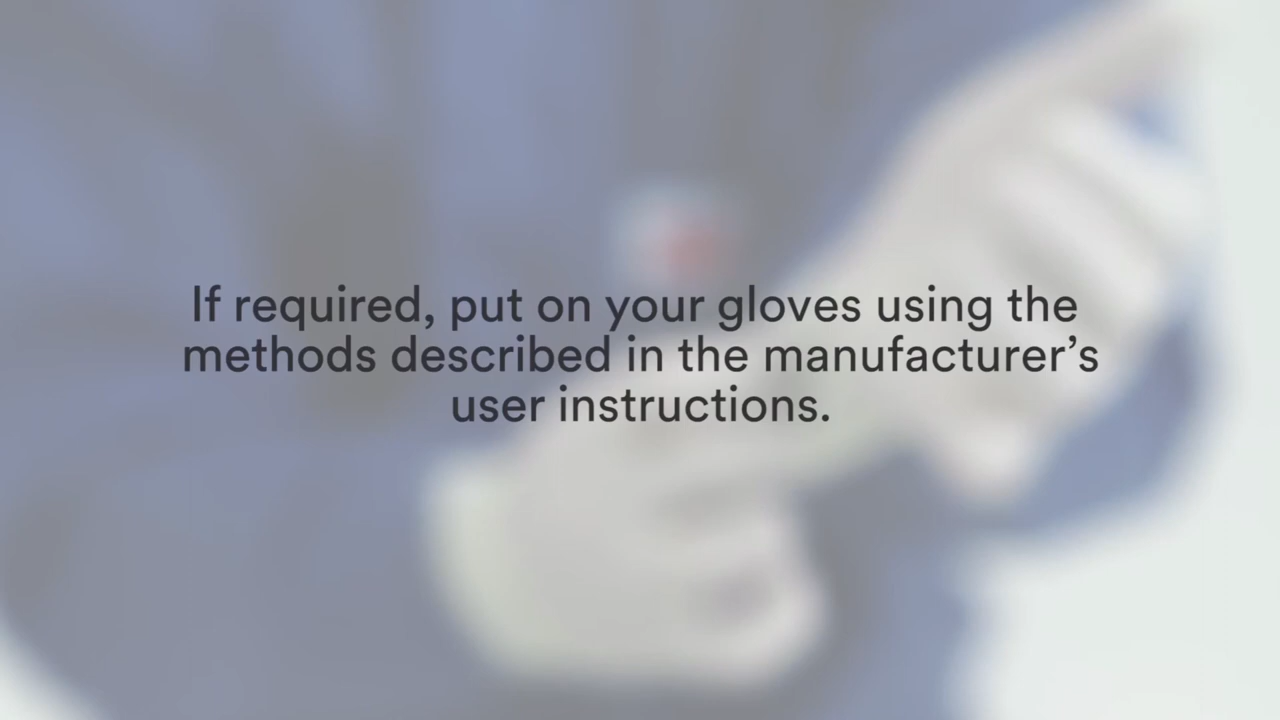 If required, put on your gloves using the
methods described in the manufacturer’s
user instructions.